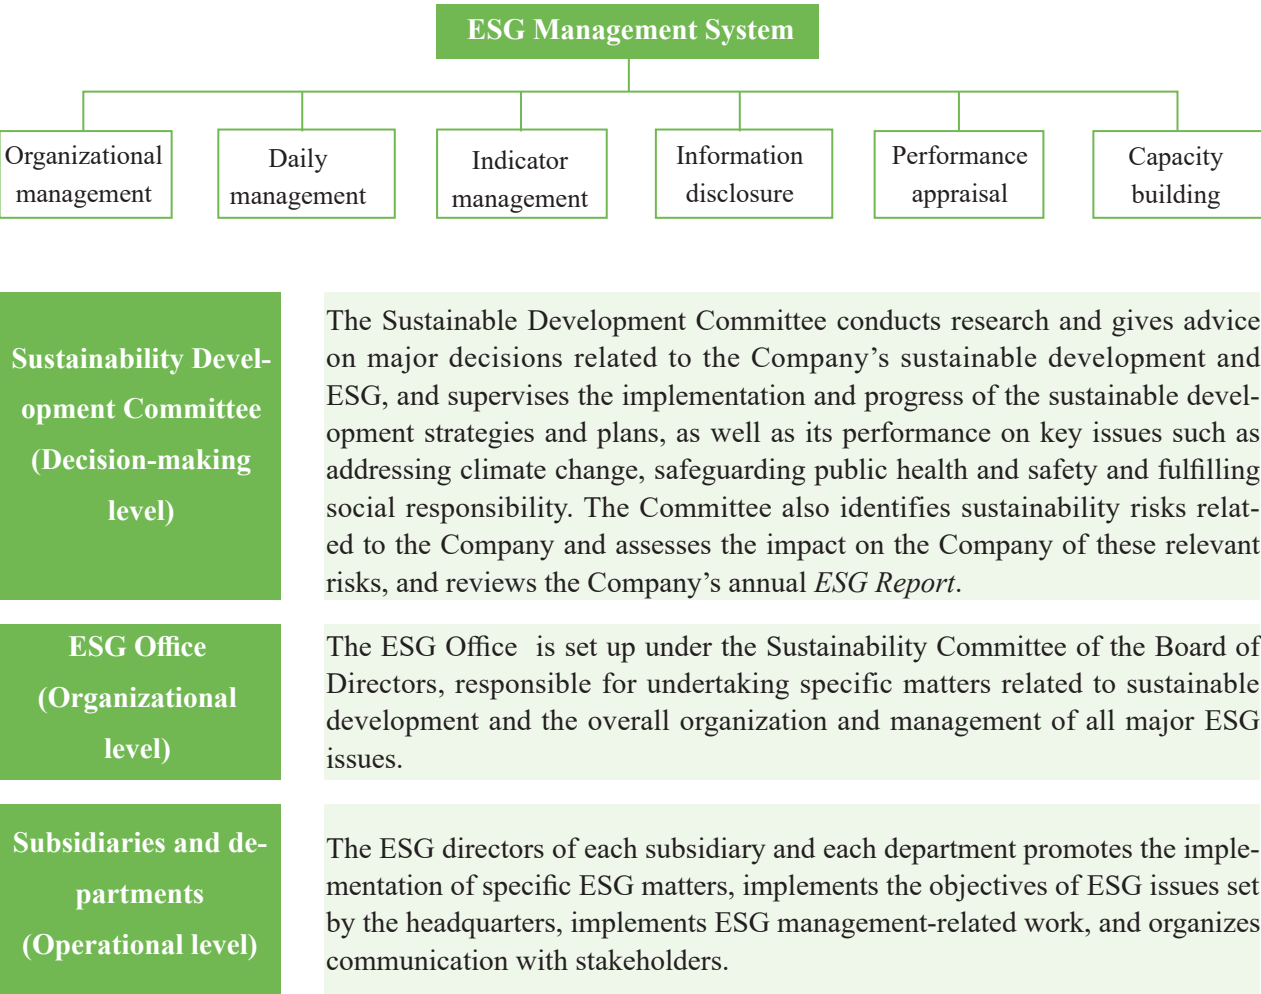 ESG Management System
Organizational
management
Daily
management
Indicator
management
Information
disclosure
Performance
appraisal
Capacity
building
Sustainability Devel-
opment Committee
(Decision-making
level)
The Sustainable Development Committee conducts research and gives advice
on major decisions related to the Company’s sustainable development and
ESG, and supervises the implementation and progress of the sustainable devel-
opment strategies and plans, as well as its performance on key issues such as
addressing climate change, safeguarding public health and safety and fulfilling
social responsibility. The Committee also identifies sustainability risks relat-
ed to the Company and assesses the impact on the Company of these relevant
risks, and reviews the Company’s annual ESG Report.
ESG Office
(Organizational
level)
The ESG Office is set up under the Sustainability Committee of the Board of
Directors, responsible for undertaking specific matters related to sustainable
development and the overall organization and management of all major ESG
issues.
Subsidiaries and de-
partments
(Operational level)
The ESG directors of each subsidiary and each department promotes the imple-
mentation of specific ESG matters, implements the objectives of ESG issues set
by the headquarters, implements ESG management-related work, and organizes
communication with stakeholders.